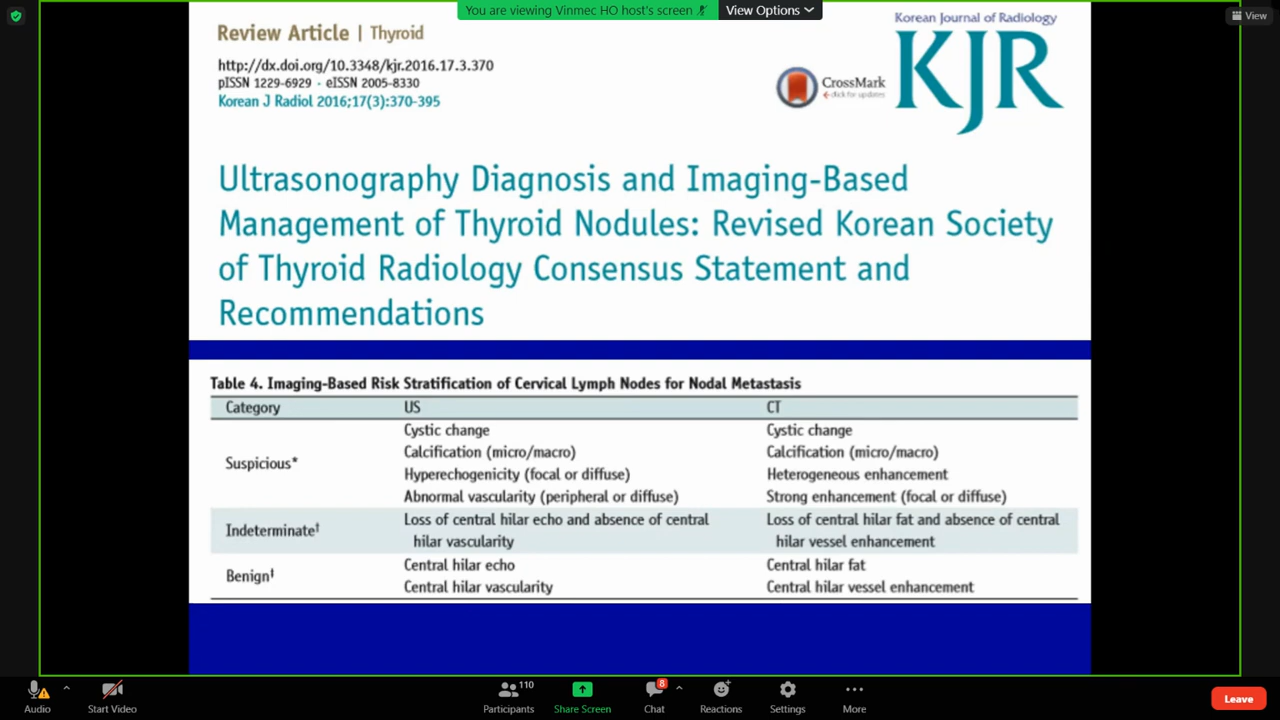 You are viewing Vinmec HO host's screen
View Options
View
Review Article | Thyroid
Korean Journal of Radiology
http://dx.doi.org/10.3348/kjr.2016.17.3.370
pISSN 1229-6929 · eISSN 2005-8330
Korean J Radiol 2016;17(3):370-395
CrossMark
click for updates
KJR
Ultrasonography Diagnosis and Imaging-Based
Management of Thyroid Nodules: Revised Korean Society
of Thyroid Radiology Consensus Statement and
Recommendations
Table 4. Imaging-Based Risk Stratification of Cervical Lymph Nodes for Nodal Metastasis
Category US CT
Suspicious*
Cystic change Cystic change
Calcification (micro/macro) Calcification (micro/macro)
Hyperechogenicity (focal or diffuse) Heterogeneous enhancement
Abnormal vascularity (peripheral or diffuse) Strong enhancement (focal or diffuse)
Indeterminate†
Loss of central hilar echo and absence of central Loss of central hilar fat and absence of central
hilar vascularity hilar vessel enhancement
Benign†
Central hilar echo Central hilar fat
Central hilar vascularity Central hilar vessel enhancement
Audio
Start Video
110
Participants
Share Screen
8
Chat
Reactions
Settings
More
Leave